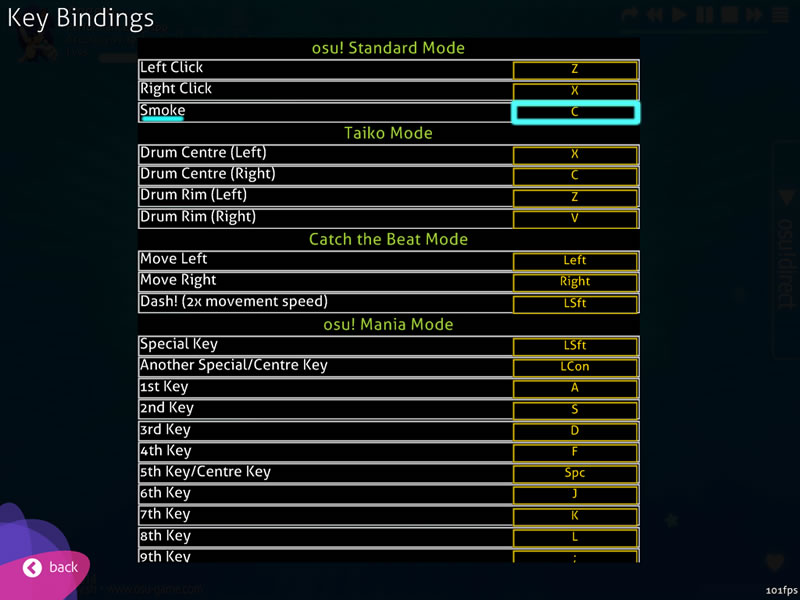 Key Bindings
osu! Standard Mode
Left Click Z
Right Click X
Smoke C
Taiko Mode
Drum Centre (Left) X
Drum Centre (Right) C
Drum Rim (Left) Z
Drum Rim (Right) V
Catch the Beat Mode
Move Left Left
Move Right Right
Dash! (2x movement speed) LSft
osu! Mania Mode
Special Key LSft
Another Special/Centre Key LCon
1st Key A
2nd Key S
3rd Key D
4th Key F
5th Key/Centre Key Spc
6th Key J
7th Key K
8th Key L
9th Key ;
osu!direct
back
101fps